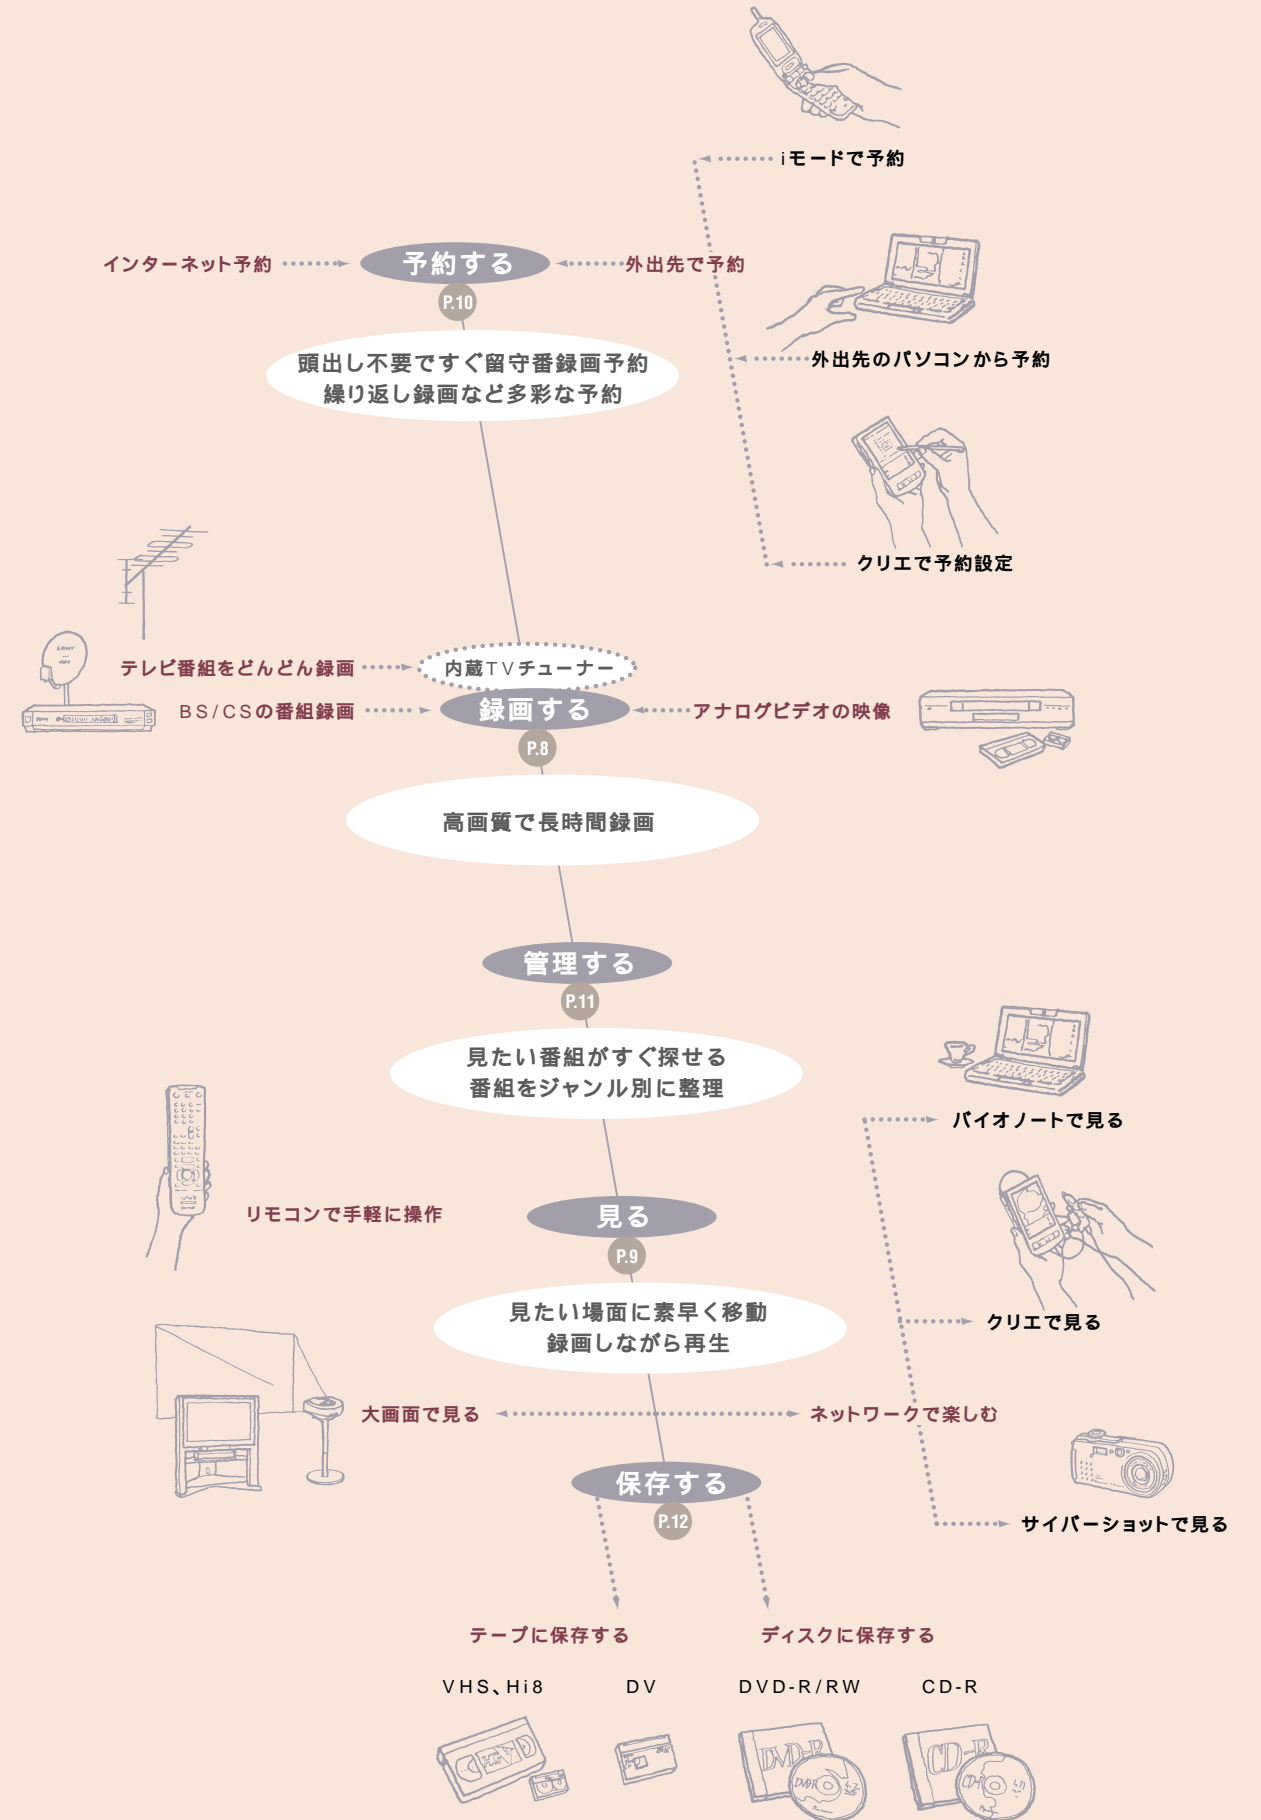 iモードで予約
インターネット予約
予約する
外出先で予約
P.10
頭出し不要ですぐ留守番録画予約
繰り返し録画など多彩な予約
外出先のパソコンから予約
クリエで予約設定
テレビ番組をどんどん録画
内蔵TVチューナー
BS/CSの番組録画
録画する
アナログビデオの映像
P.8
高画質で長時間録画
管理する
P.11
見たい番組がすぐ探せる
番組をジャンル別に整理
バイオノートで見る
リモコンで手軽に操作
見る
P.9
見たい場面に素早く移動
録画しながら再生
クリエで見る
大画面で見る
ネットワークで楽しむ
保存する
P.12
サイバーショットで見る
テープに保存する
ディスクに保存する
VHS、Hi8
DV
DVD-R/RW
CD-R
DVD-R
CD-R